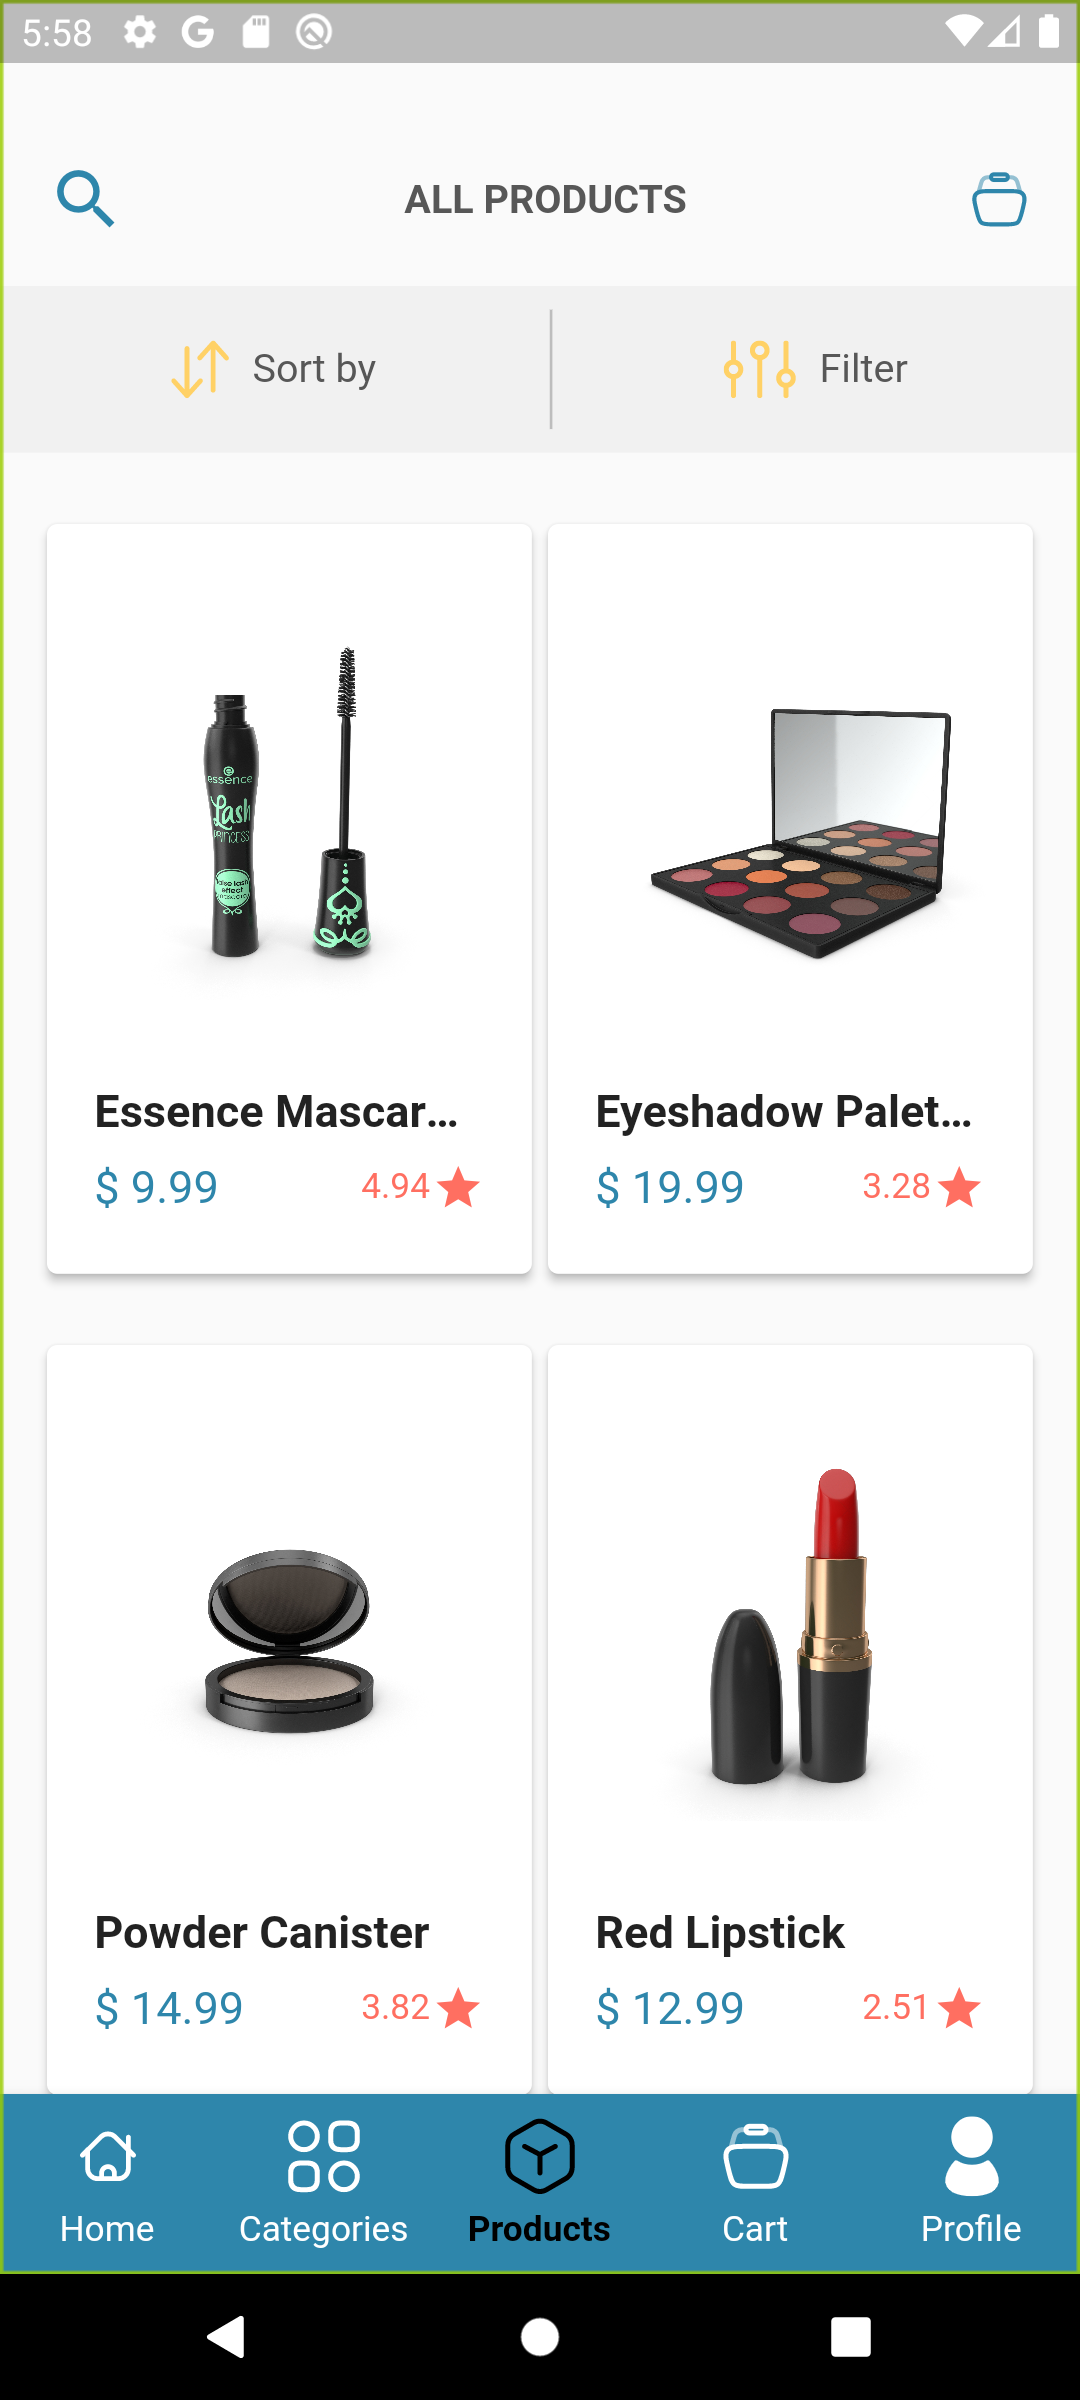 5:58
ALL PRODUCTS
Sort by
Filter
essence
Lash
PRINCESS
false lash
effect
Essence Mascar...
$ 9.99
4.94
Eyeshadow Palet...
$ 19.99
3.28
Powder Canister
$ 14.99
3.82
Red Lipstick
$ 12.99
2.51
Home
Categories
Products
Cart
Profile